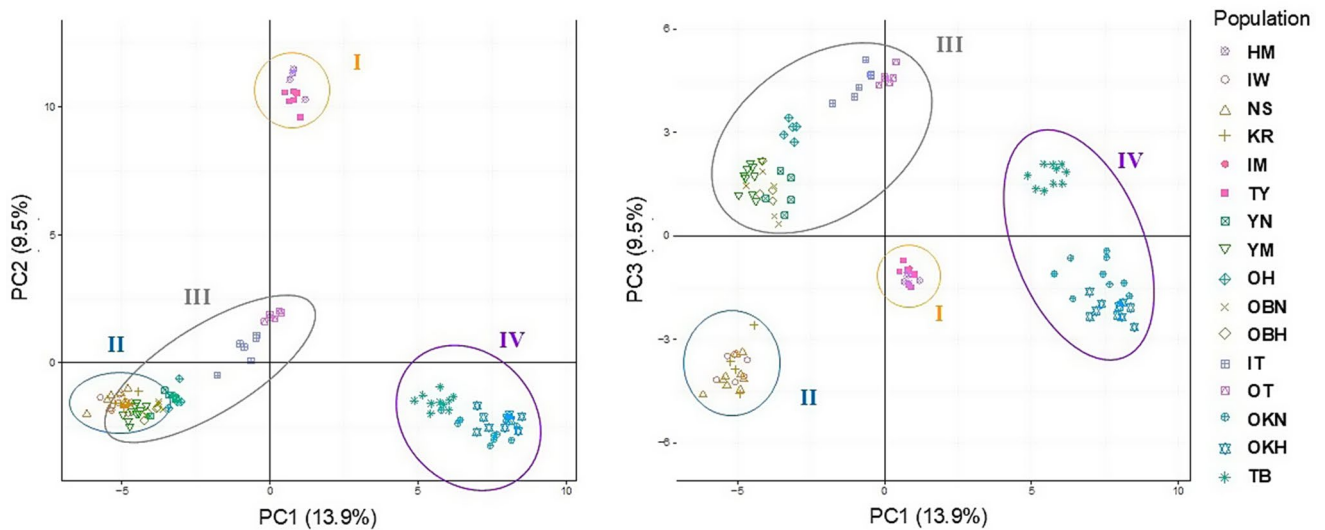 I
III
II
IV
10
5
0
−5
0
5
10
PC2 (9.5%)
PC1 (13.9%)
III
IV
I
II
6
3
0
−3
−6
−5
0
5
10
PC3 (9.5%)
PC1 (13.9%)
Population
HM
IW
NS
KR
IM
TY
YN
YM
OH
OBN
OBH
IT
OT
OKN
OKH
TB